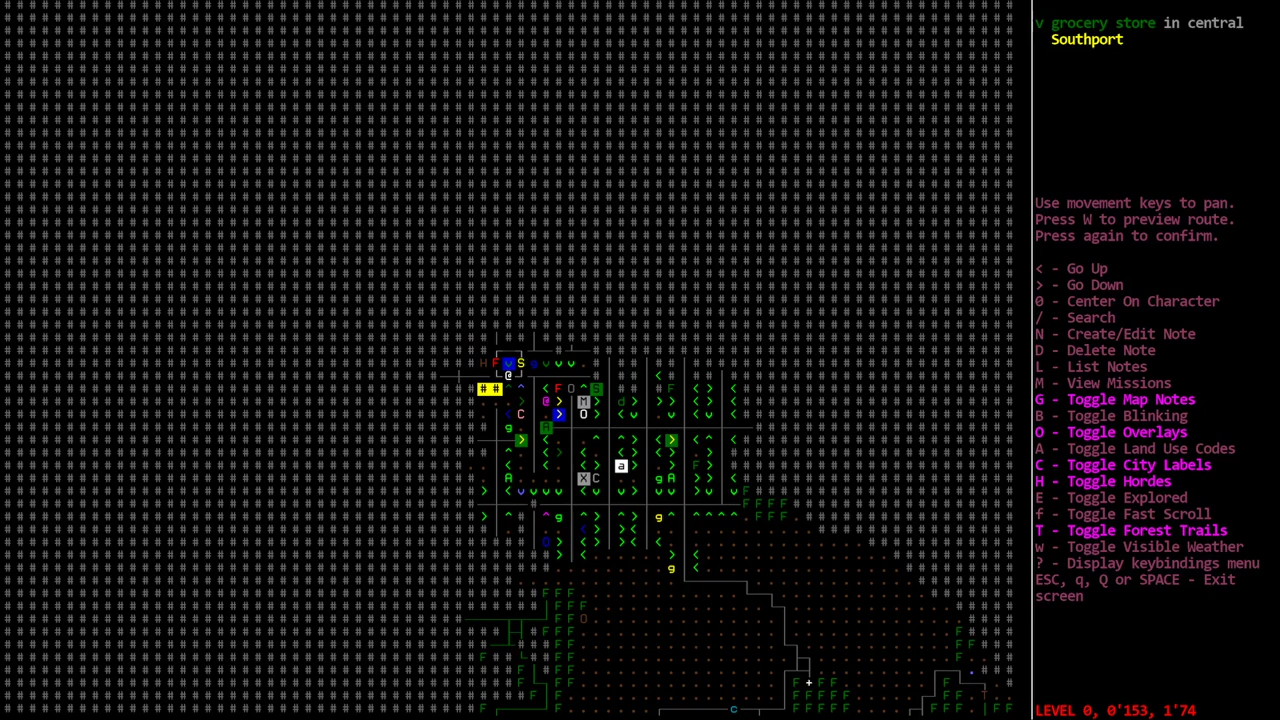 v grocery store in central
Southport
Use movement keys to pan.
Press W to preview route.
Press again to confirm.
< - Go Up
> - Go Down
0 - Center On Character
/ - Search
N - Create/Edit Note
D - Delete Note
L - List Notes
M - View Missions
G - Toggle Map Notes
B - Toggle Blinking
O - Toggle Overlays
A - Toggle Land Use Codes
C - Toggle City Labels
H - Toggle Hordes
E - Toggle Explored
f - Toggle Fast Scroll
T - Toggle Forest Trails
w - Toggle Visible Weather
? - Display keybindings menu
ESC, q, Q or SPACE - Exit
screen
LEVEL 0, 0'153, 1'74